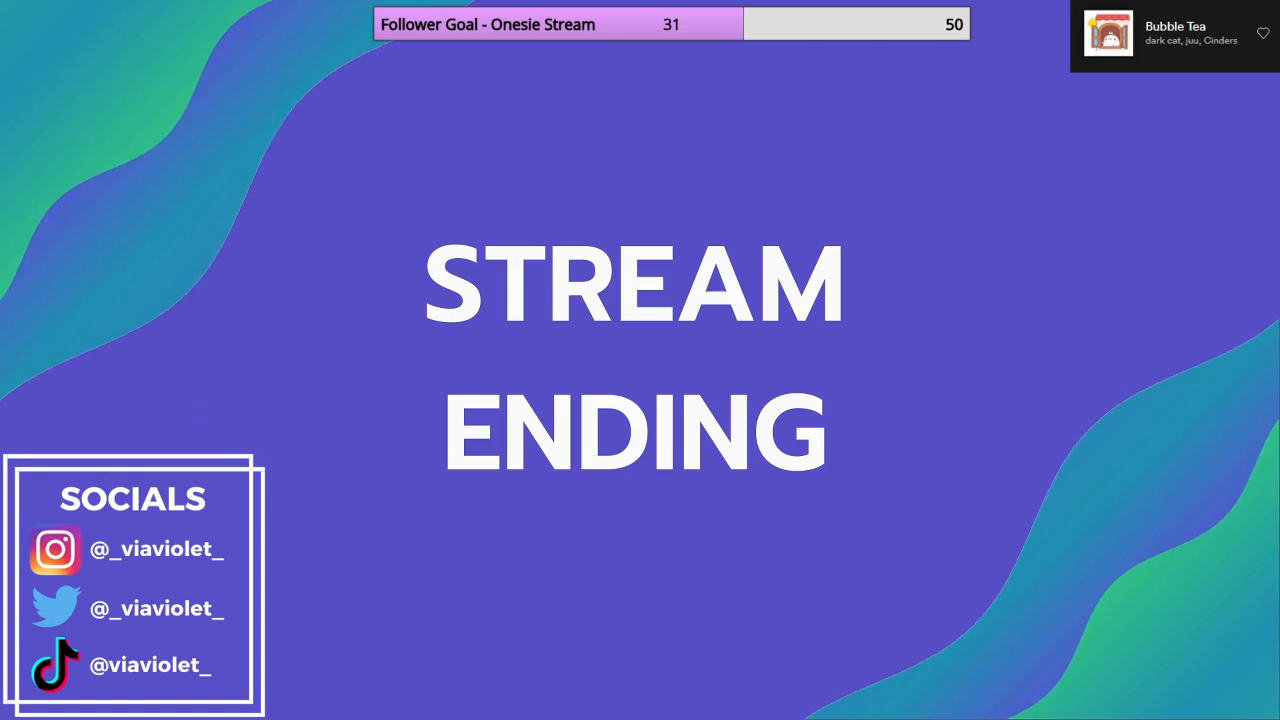 Follower Goal - Onesie Stream 31 50
Bubble Tea
dark cat, juu, Cinders
STREAM
ENDING
SOCIALS
@_viaviolet_
@_viaviolet_
@viaviolet_